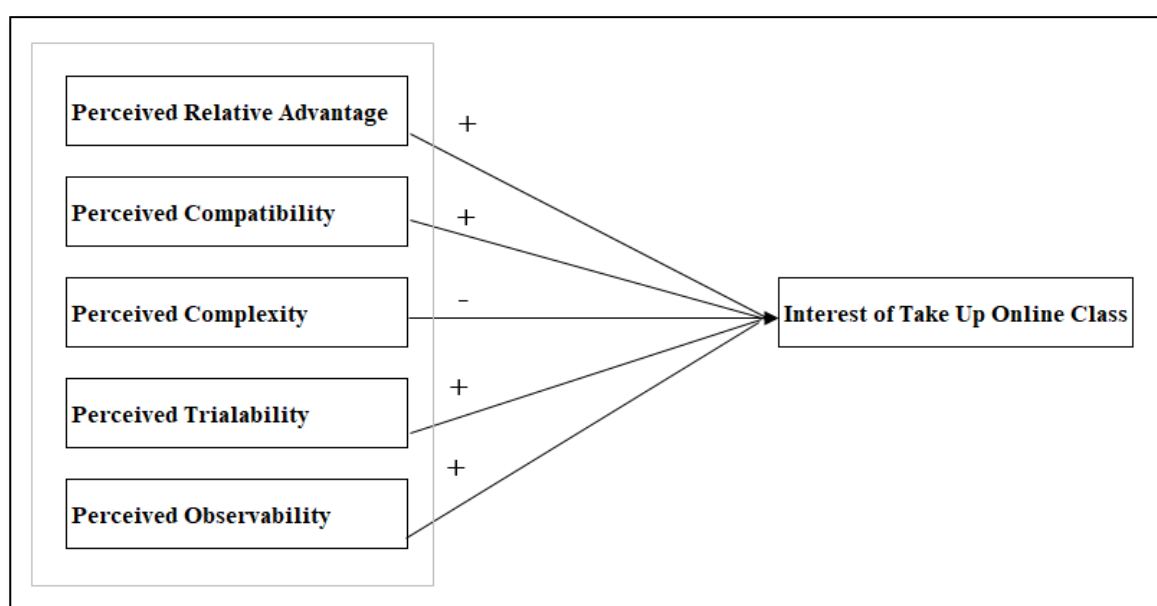 Perceived Relative Advantage
+
Perceived Compatibility
+
Perceived Complexity
-
Interest of Take Up Online Class
Perceived Trialability
+
Perceived Observability
+